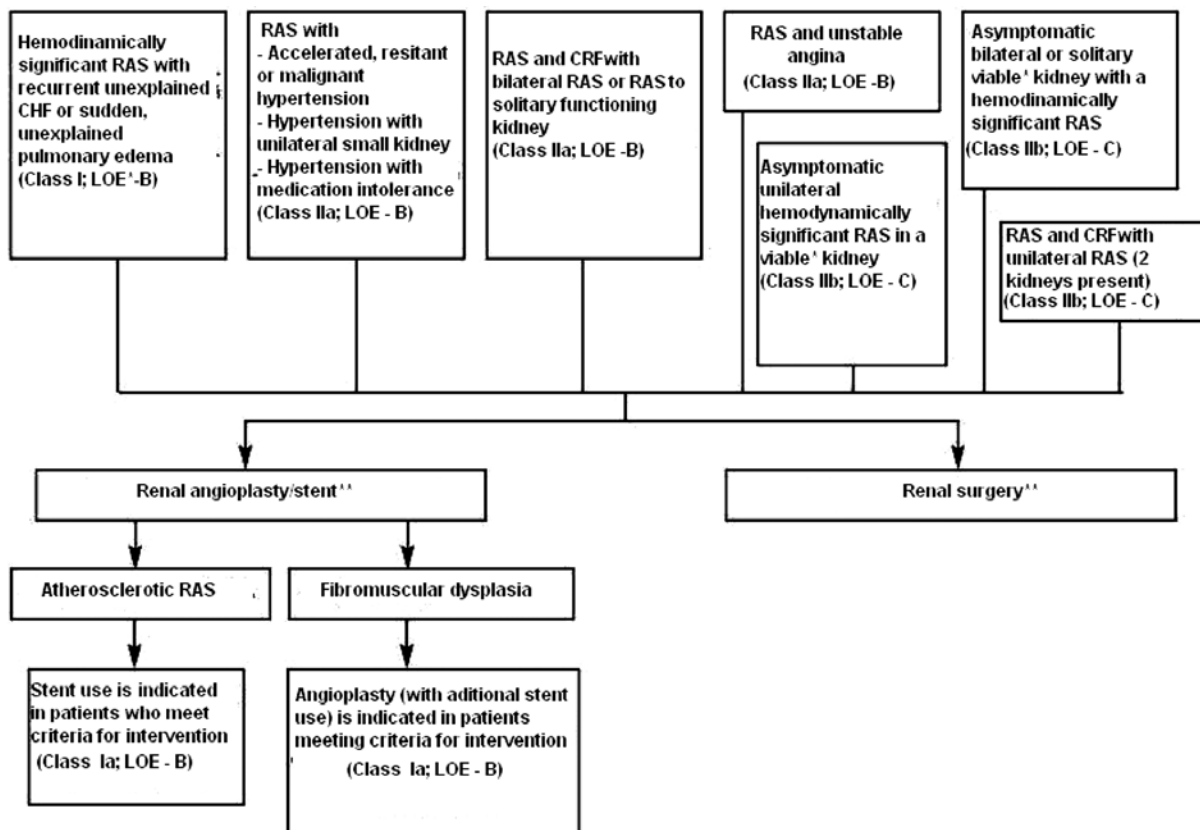 Hemodinamically
significant RAS with
recurrent unexplained
CHF or sudden,
unexplained
pulmonary edema
(Class I; LOE*-B)
RAS with
- Accelerated, resitant
or malignant
hypertension
- Hypertension with
unilateral small kidney
- Hypertension with
medication intolerance
(Class IIa; LOE - B)
RAS and CRFwith
bilateral RAS or RAS to
solitary functioning
kidney
(Class IIa; LOE -B)
RAS and unstable
angina
(Class IIa; LOE -B)
Asymptomatic
unilateral
hemodynamically
significant RAS in a
viable* kidney
(Class IIb; LOE - C)
Asymptomatic
bilateral or solitary
viable* kidney with a
hemodinamically
significant RAS
(Class IIIb; LOE - C)
RAS and CRFwith
unilateral RAS (2
kidneys present)
(Class IIb; LOE - C)
Renal angioplasty/stent**
Renal surgery**
Atherosclerotic RAS
Fibromuscular dysplasia
Stent use is indicated
in patients who meet
criteria for intervention
(Class Ia; LOE - B)
Angioplasty (with aditional stent
use) is indicated in patients
meeting criteria for intervention
(Class Ia; LOE - B)